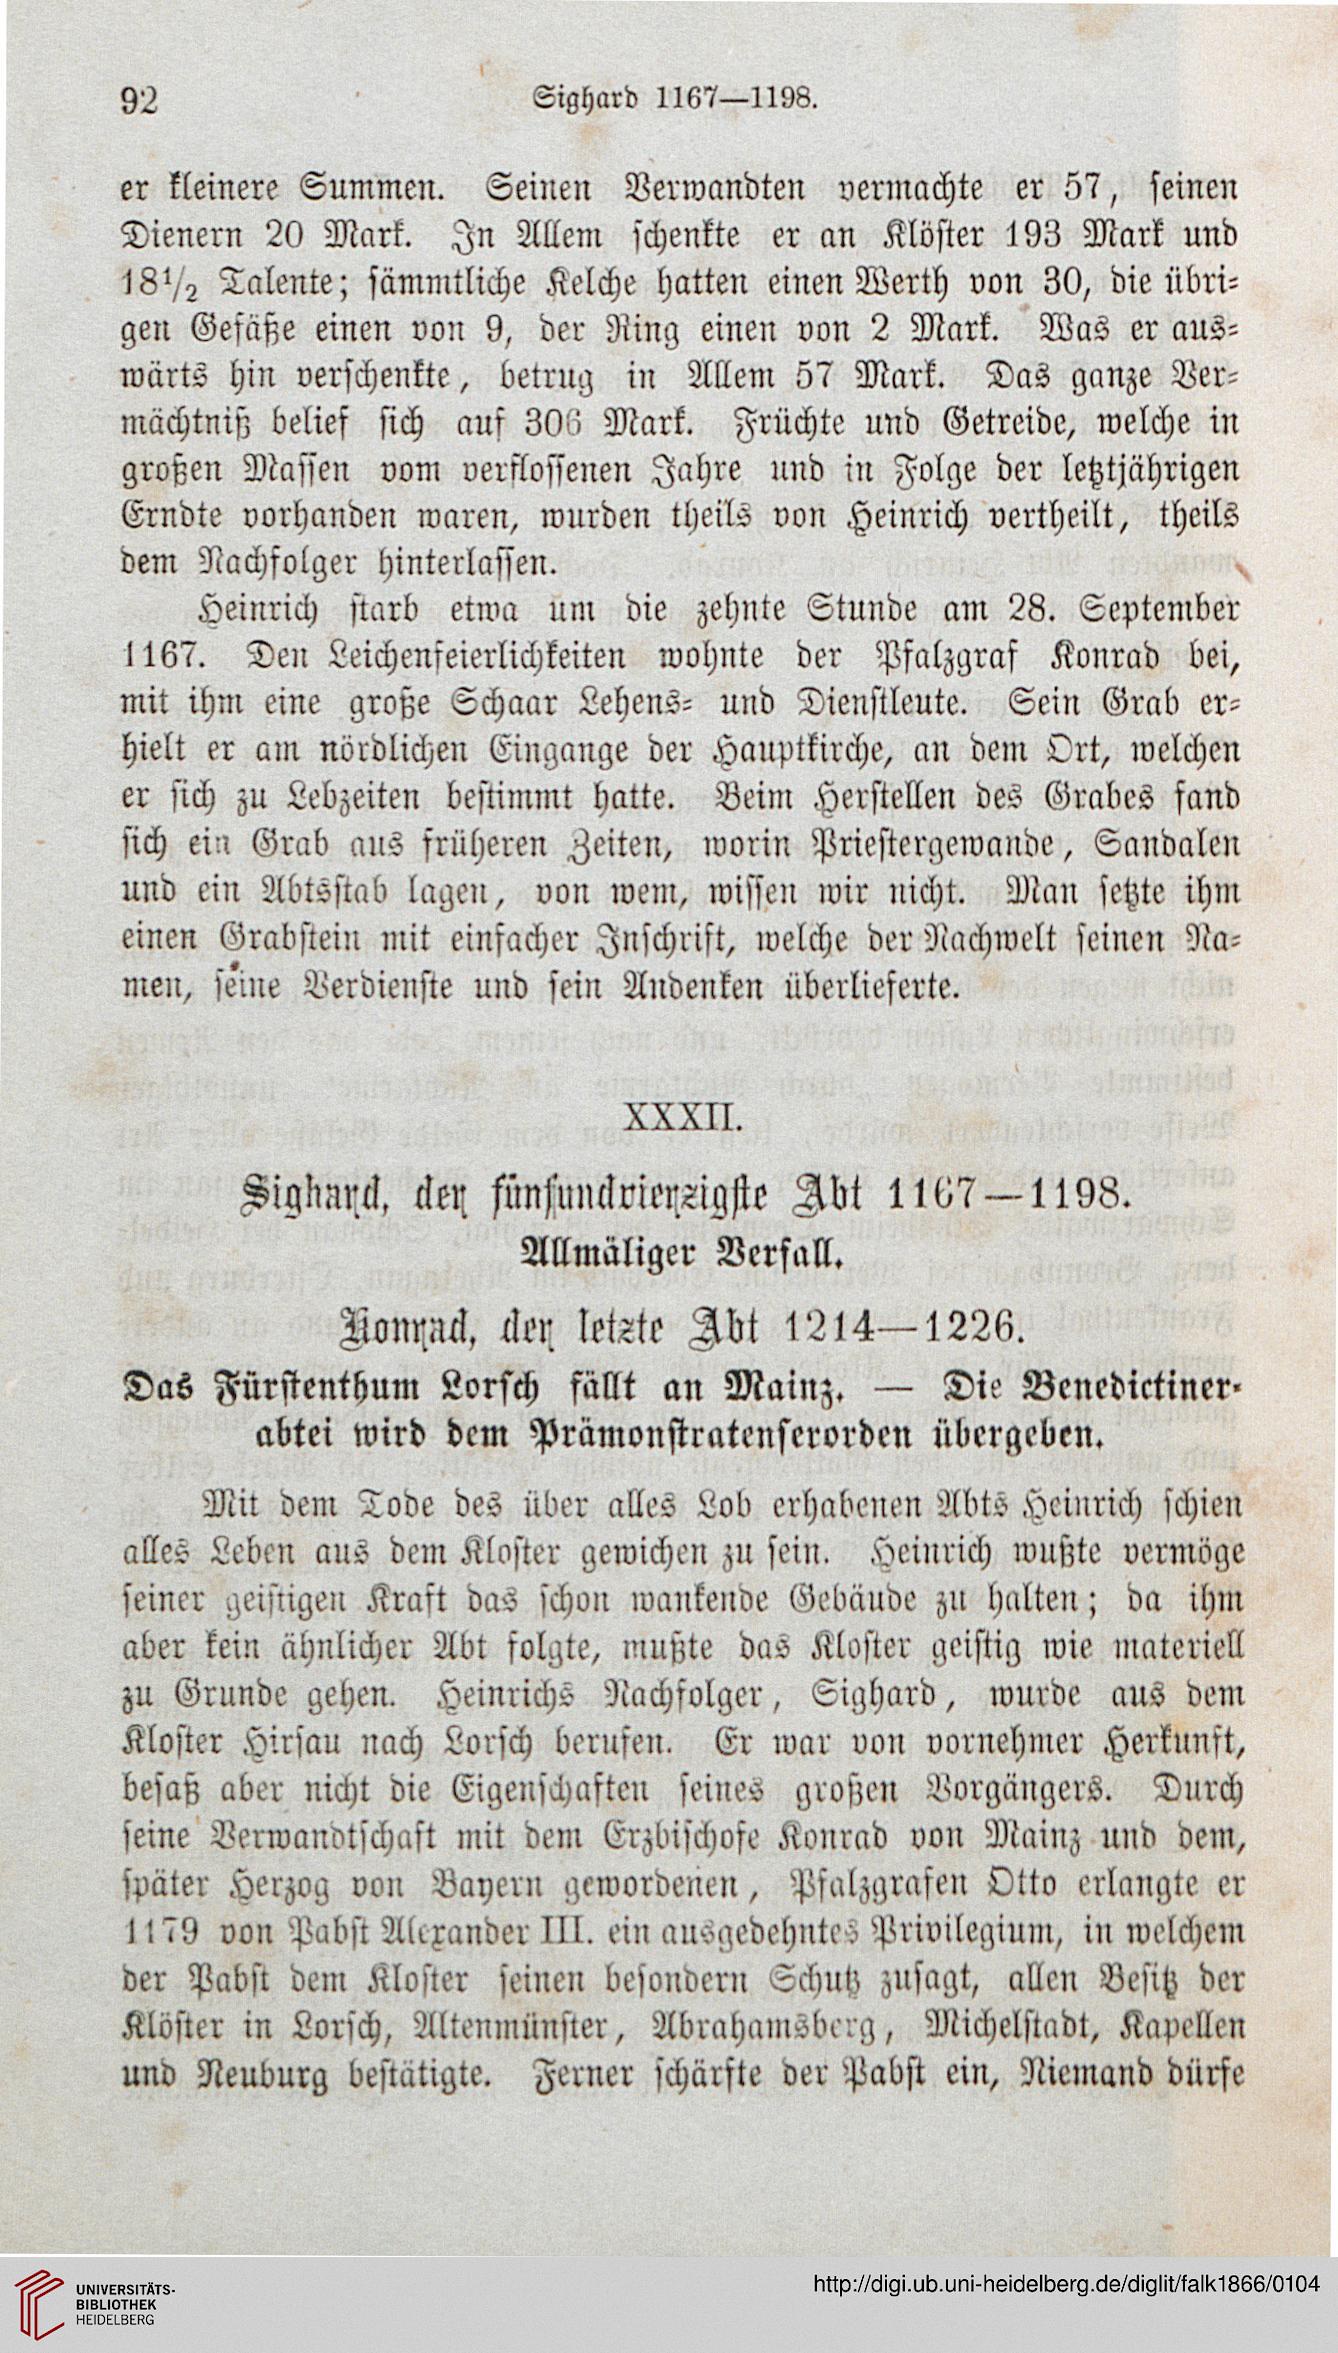 92
Sighard 1167—1198.
er kleinere Summen. Seinen Verwandten vermachte er 57, seinen
Dienern 20 Mark. In Allem schenkte er an Klöster 193 Mark und
18½ Talente; sämmtliche Kelche hatten einen Werth von 30, die übri-
gen Gefäße einen von 9, der Ring einen von 2 Mark. Was er aus-
wärts hin verschenkte, betrug in Allem 57 Mark. Das ganze Ver-
mächtniß belief sich auf 306 Mark. Früchte und Getreide, welche in
großen Massen vom verflossenen Jahre und in Folge der letztjährigen
Erndte vorhanden waren, wurden theils von Heinrich vertheilt, theils
dem Nachfolger hinterlassen.
Heinrich starb etwa um die zehnte Stunde am 28. September
1167. Den Leichenfeierlichkeiten wohnte der Pfalzgraf Konrad bei,
mit ihm eine große Schaar Lehens- und Dienstleute. Sein Grab er-
hielt er am nördlichen Eingange der Hauptkirche, an dem Ort, welchen
er sich zu Lebzeiten bestimmt hatte. Beim Herstellen des Grabes fand
sich ein Grab aus früheren Zeiten, worin Priestergewande, Sandalen
und ein Abtsstab lagen, von wem, wissen wir nicht. Man setzte ihm
einen Grabstein mit einfacher Inschrift, welche der Nachwelt seinen Na-
men, seine Verdienste und sein Andenken überlieferte.
XXXII.
Sighard, der fünfundvierzigste Abt 1167—1198.
Allmäliger Verfall.
Konrad, der letzte Abt 1214—1226.
Das Fürstenthum Lorsch fällt an Mainz. — Die Benedictiner-
abtei wird dem Prämonstratenserorden übergeben.
Mit dem Tode des über alles Lob erhabenen Abts Heinrich schien
alles Leben aus dem Kloster gewichen zu sein. Heinrich wußte vermöge
seiner geistigen Kraft das schon wankende Gebäude zu halten; da ihm
aber kein ähnlicher Abt folgte, mußte das Kloster geistig wie materiell
zu Grunde gehen. Heinrichs Nachfolger, Sighard, wurde aus dem
Kloster Hirsau nach Lorsch berufen. Er war von vornehmer Herkunft,
besaß aber nicht die Eigenschaften seines großen Vorgängers. Durch
seine Verwandtschaft mit dem Erzbischofe Konrad von Mainz und dem,
später Herzog von Bayern gewordenen, Pfalzgrafen Otto erlangte er
1179 von Pabst Alexander III. ein ausgedehntes Privilegium, in welchem
der Pabst dem Kloster seinen besondern Schutz zusagt, allen Besitz der
Klöster in Lorsch, Altenmünster, Abrahamsberg, Michelstadt, Kapellen
und Neuburg bestätigte. Ferner schärfte der Pabst ein, Niemand dürfe
UNIVERSITÄTS-
BIBLIOTHEK
HEIDELBERG
http://digi.ub.uni-heidelberg.de/diglit/falk1866/0104